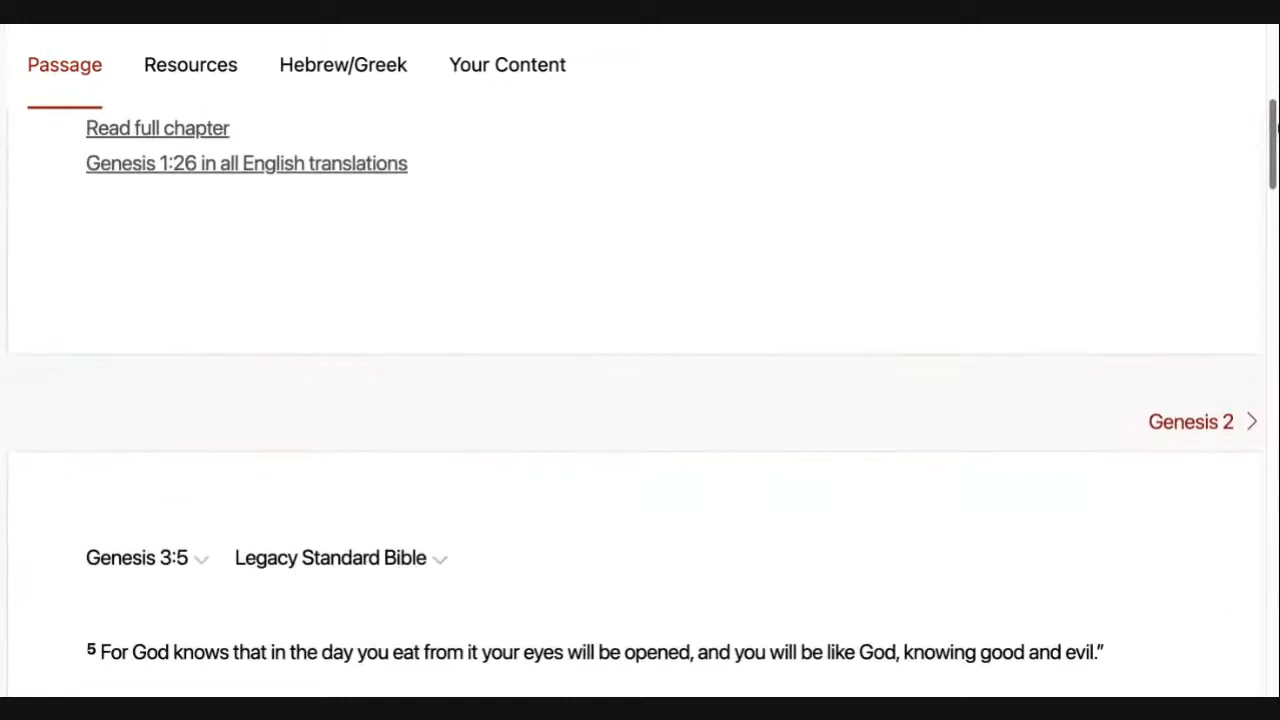 Passage Resources Hebrew/Greek Your Content
Read full chapter
Genesis 1:26 in all English translations
Genesis 2
Genesis 3:5 Legacy Standard Bible
5 For God knows that in the day you eat from it your eyes will be opened, and you will be like God, knowing good and evil.”